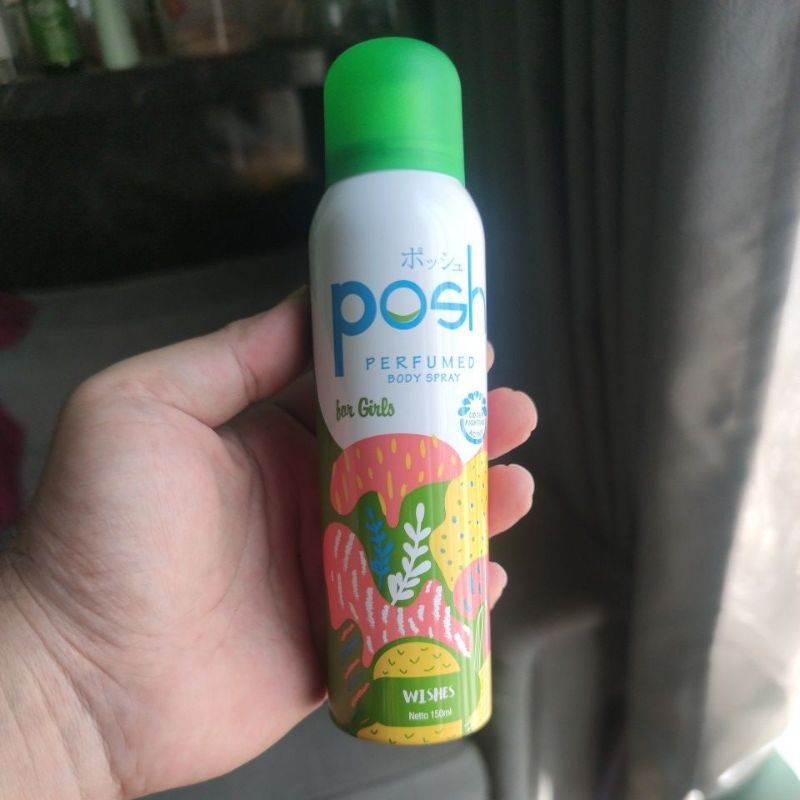 ポッシュ
posh
PERFUMED
BODY SPRAY
for Girls
WISHES
Netto 150ml